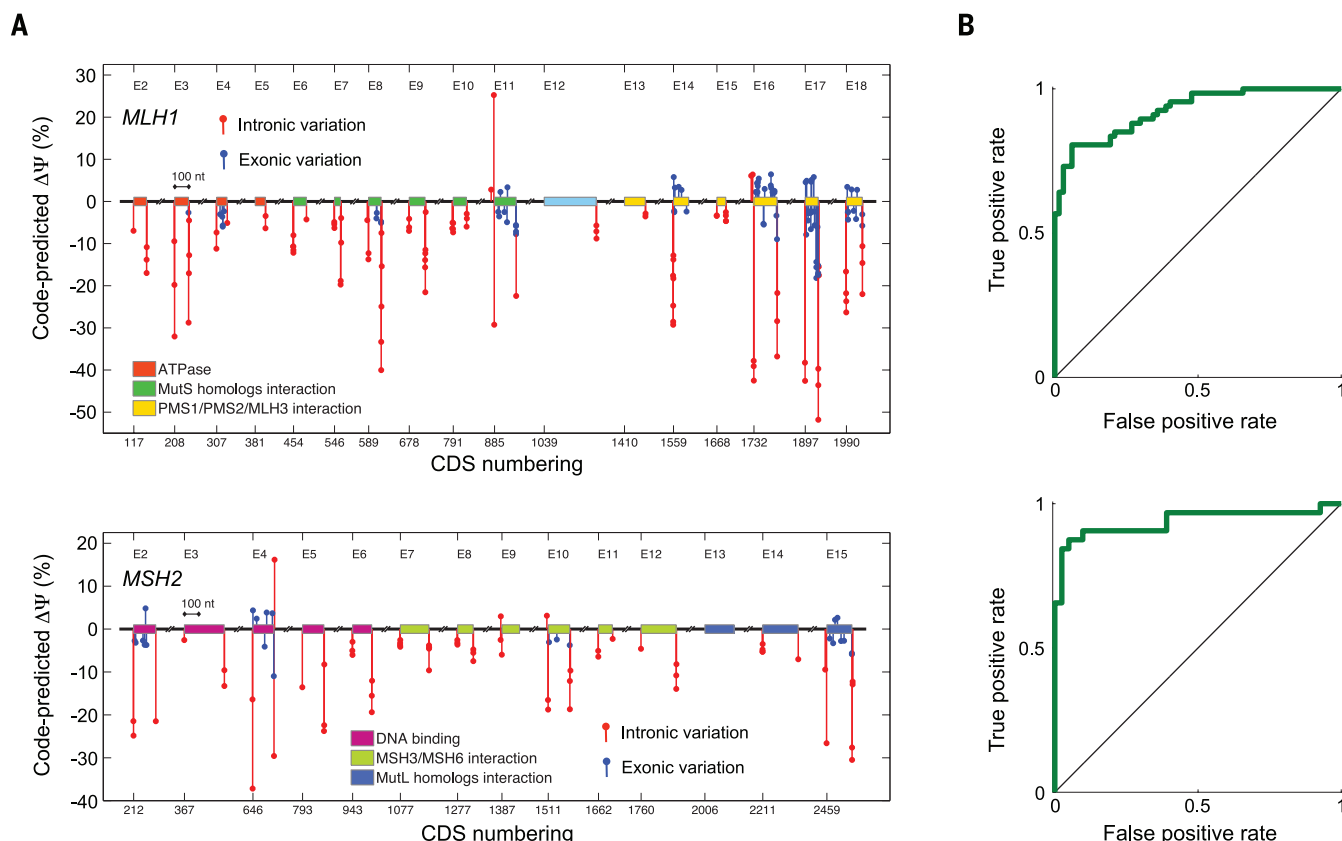 A
B
30
20
10
0
-10
-20
-30
-40
-50
Code-predicted ΔΨ (%)
E2 E3 E4 E5 E6 E7 E8 E9 E10 E11 E12 E13 E14 E15 E16 E17 E18
MLH1
Intronic variation
Exonic variation
100 nt
ATPase
MutS homologs interaction
PMS1/PMS2/MLH3 interaction
117 208 307 381 454 546 589 678 791 885 1039 1410 1559 1668 1732 1897 1990
CDS numbering
1
0.5
0
True positive rate
0.5 1
False positive rate
20
10
0
-10
-20
-30
-40
Code-predicted ΔΨ (%)
E2 E3 E4 E5 E6 E7 E8 E9 E10 E11 E12 E13 E14 E15
MSH2
100 nt
DNA binding
MSH3/MSH6 interaction
MutL homologs interaction
Intronic variation
Exonic variation
212 367 646 793 943 1077 1277 1387 1511 1662 1760 2006 2211 2459
CDS numbering
1
0.5
0
True positive rate
0.5 1
False positive rate